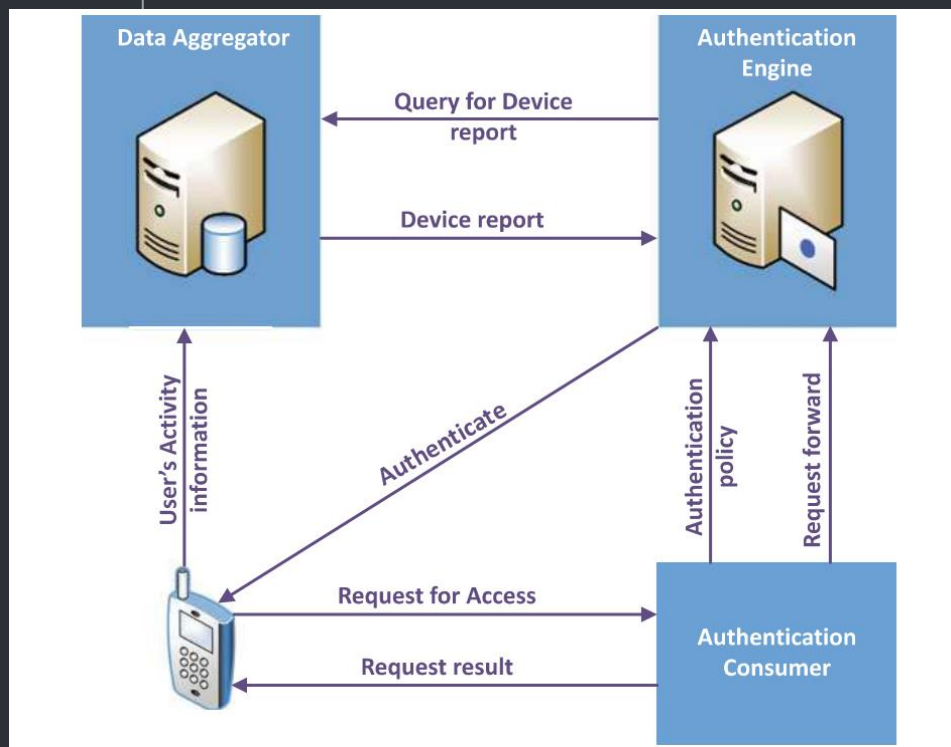 Data Aggregator
Authentication
Engine
Query for Device
report
Device report
User's Activity
information
Authenticate
Authentication
policy
Request forward
Request for Access
Request result
Authentication
Consumer